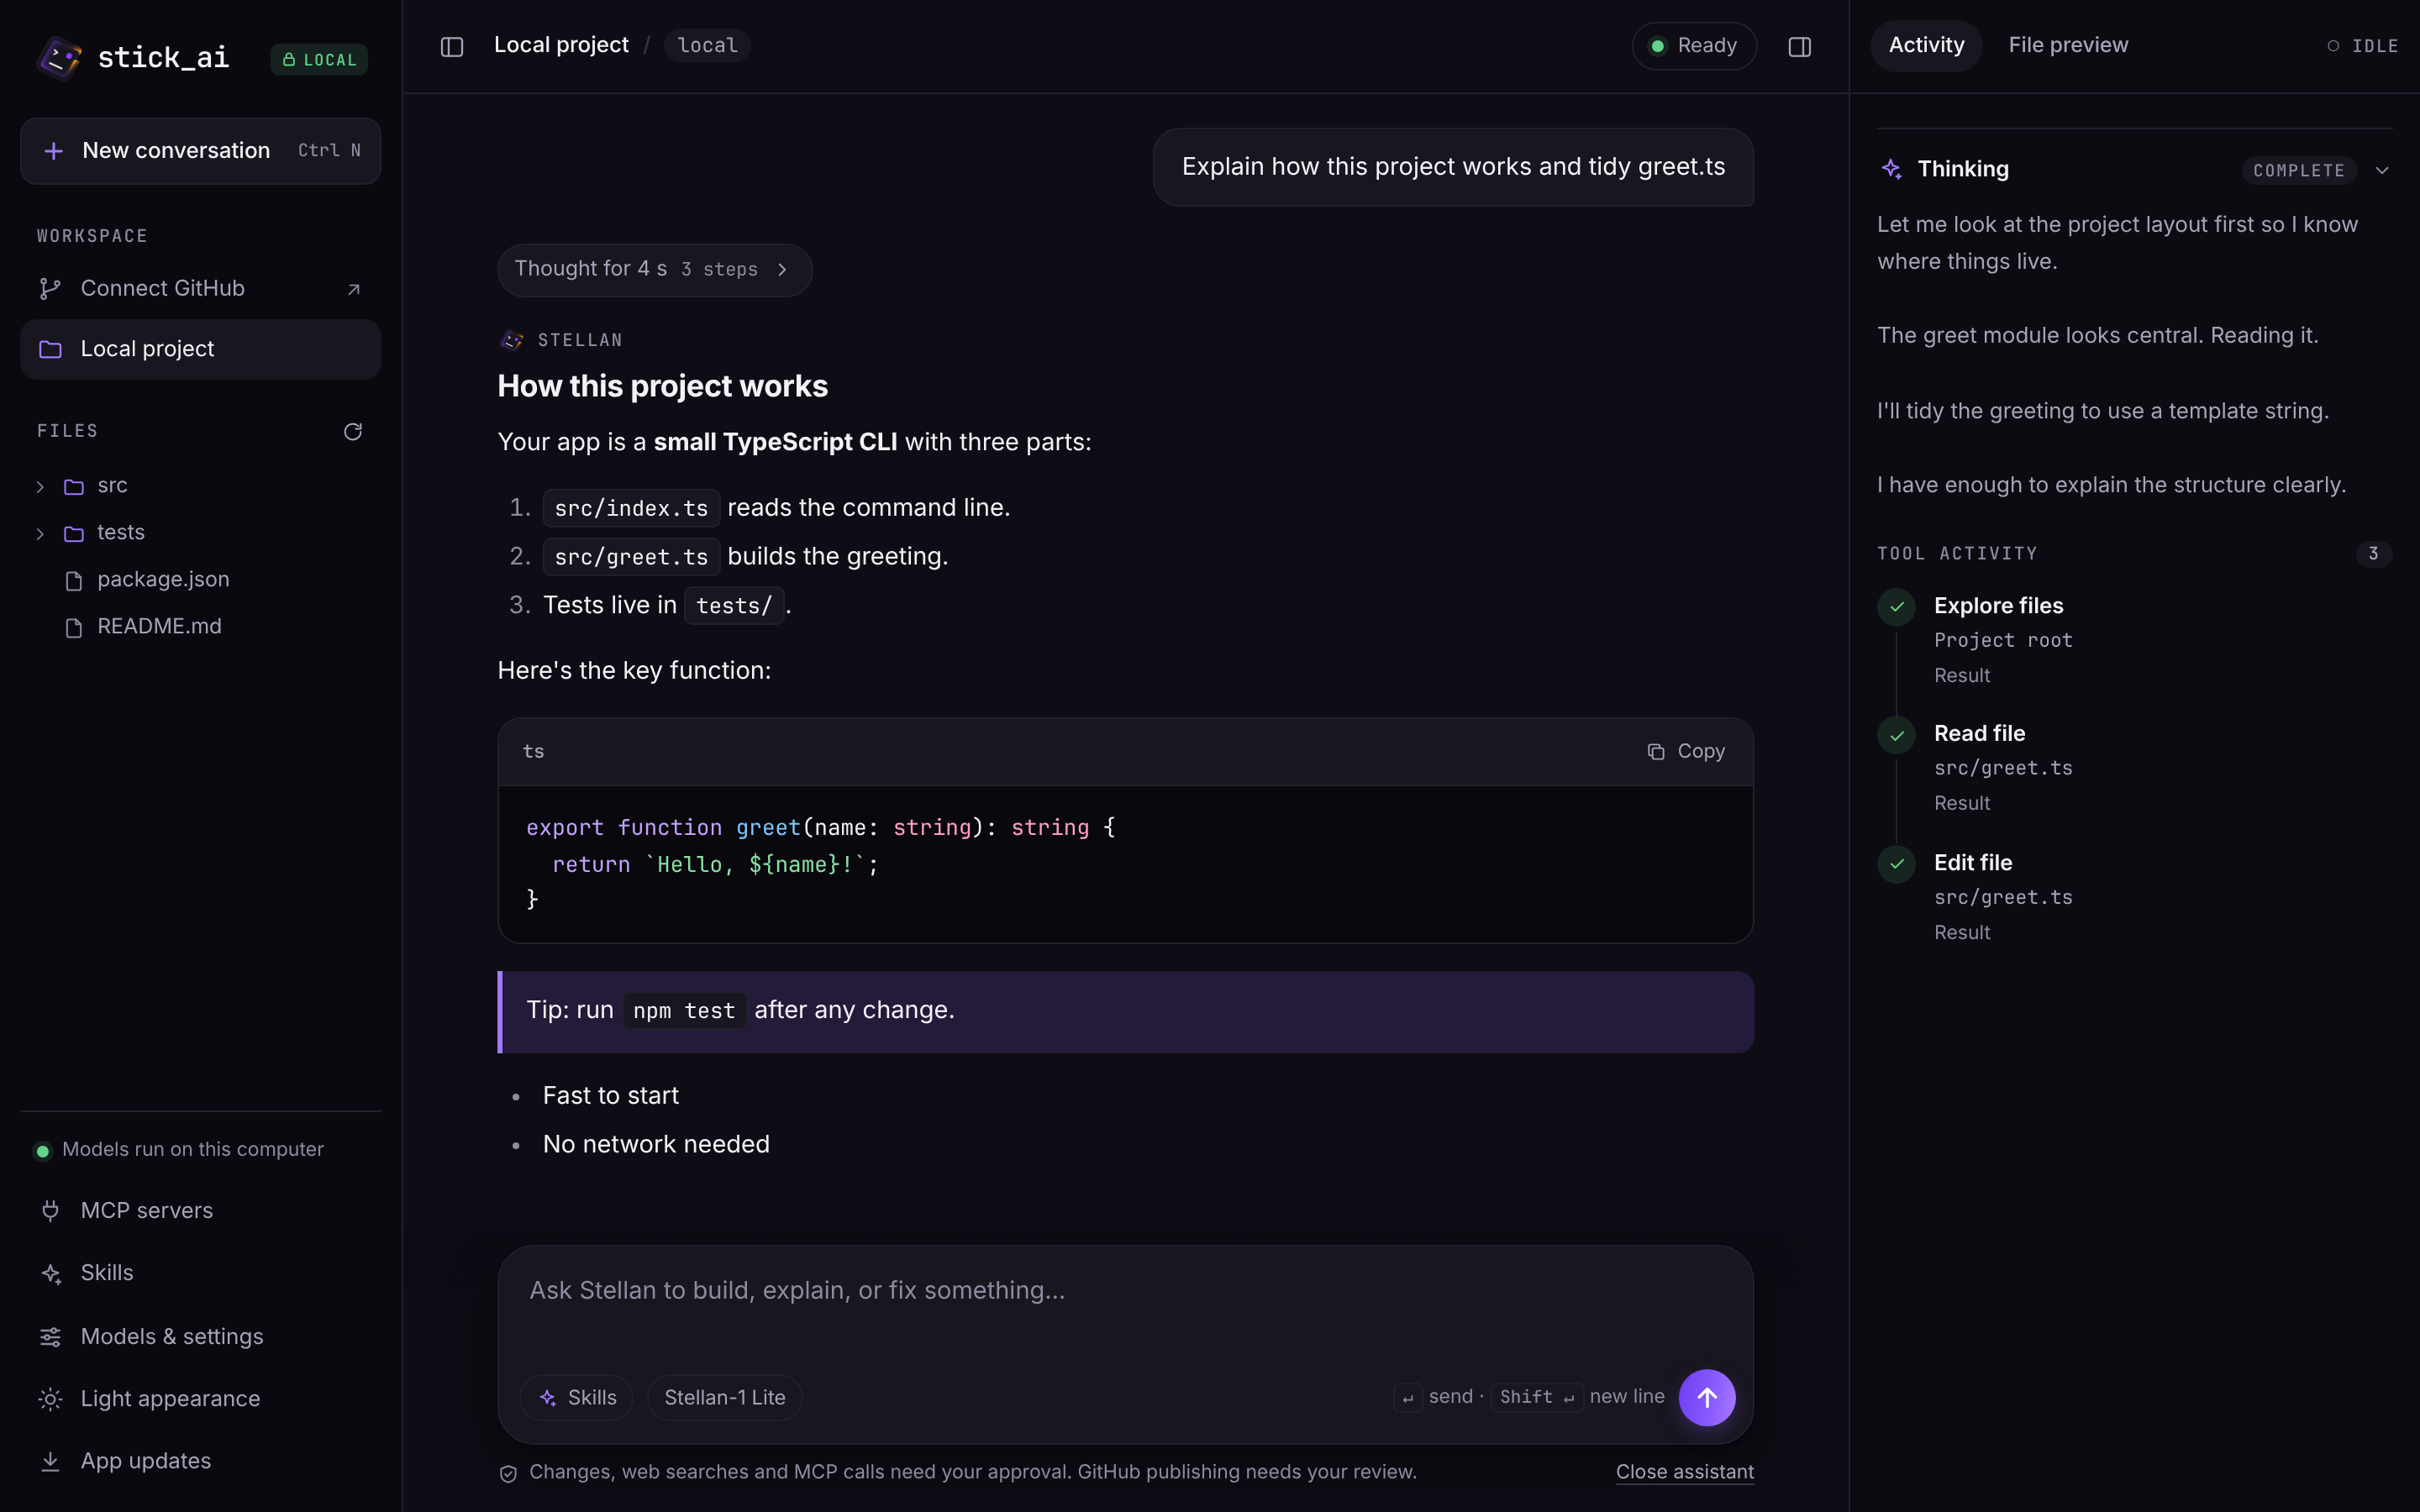 stick_ai
LOCAL
New conversation Ctrl N
WORKSPACE
Connect GitHub
Local project
FILES
src
tests
package.json
README.md
Models run on this computer
MCP servers
Skills
Models & settings
Light appearance
App updates
Local project / local
Ready
Explain how this project works and tidy greet.ts
Thought for 4 s 3 steps
STELLAN
How this project works
Your app is a small TypeScript CLI with three parts:
1. src/index.ts reads the command line.
2. src/greet.ts builds the greeting.
3. Tests live in tests/.
Here's the key function:
ts
Copy
export function greet(name: string): string {
  return `Hello, ${name}!`;
}
Tip: run npm test after any change.
• Fast to start
• No network needed
Ask Stellan to build, explain, or fix something...
Skills
Stellan-1 Lite
↵ send · Shift ↵ new line
Changes, web searches and MCP calls need your approval. GitHub publishing needs your review.
Close assistant
Activity
File preview
IDLE
Thinking
COMPLETE
Let me look at the project layout first so I know
where things live.
The greet module looks central. Reading it.
I'll tidy the greeting to use a template string.
I have enough to explain the structure clearly.
TOOL ACTIVITY 3
Explore files
Project root
Result
Read file
src/greet.ts
Result
Edit file
src/greet.ts
Result